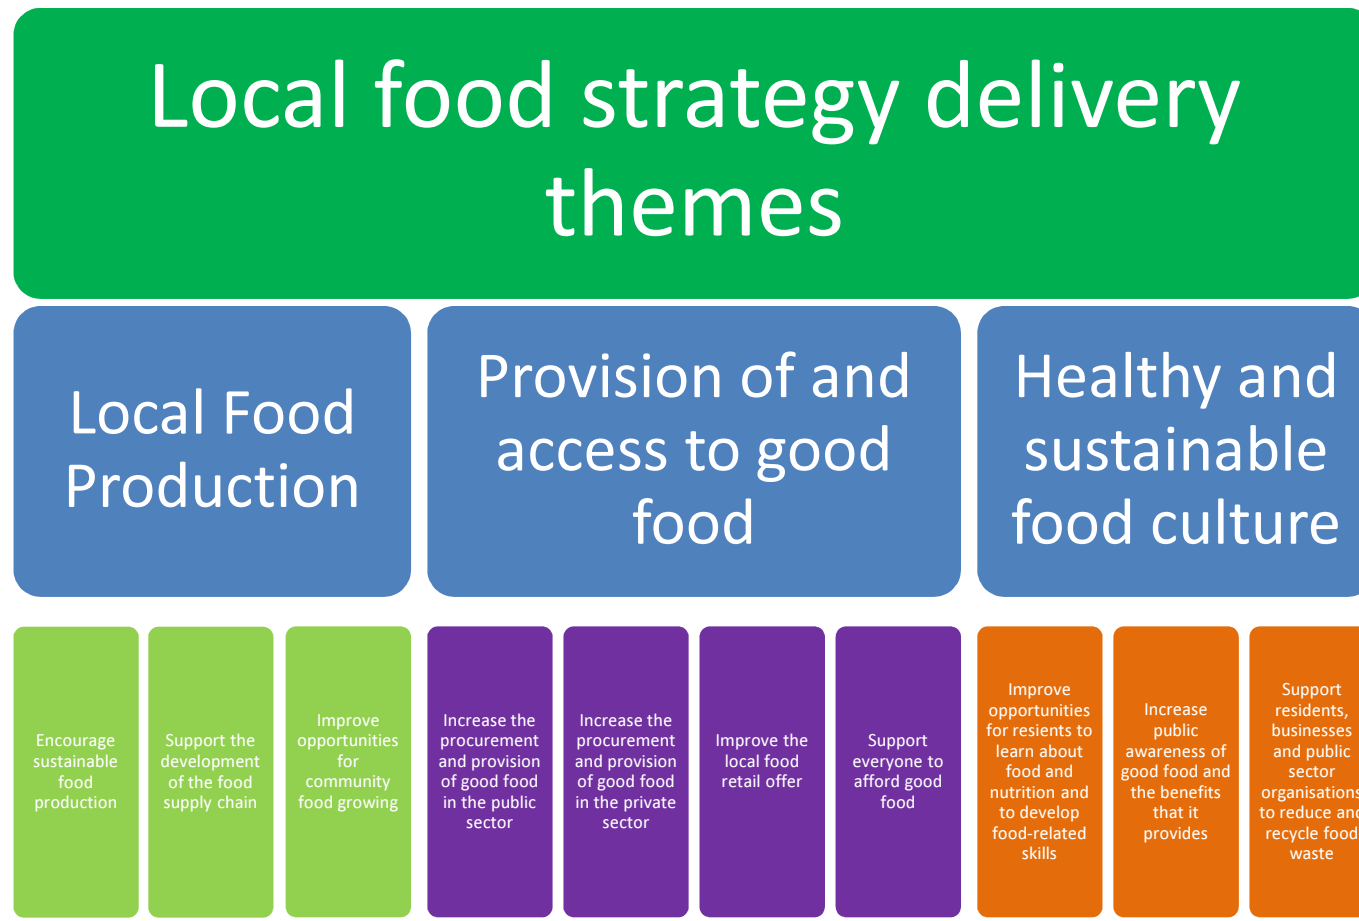 Local food strategy delivery
themes
Local Food
Production
Provision of and
access to good
food
Healthy and
sustainable
food culture
Encourage
sustainable
food
production
Support the
development
of the food
supply chain
Improve
opportunities
for
community
food growing
Increase the
procurement
and provision
of good food
in the public
sector
Increase the
procurement
and provision
of good food
in the private
sector
Improve the
local food
retail offer
Support
everyone to
afford good
food
Improve
opportunities
for resients to
learn about
food and
nutrition and
to develop
food-related
skills
Increase
public
awareness of
good food and
the benefits
that it
provides
Support
residents,
businesses
and public
sector
organisations
to reduce and
recycle food
waste